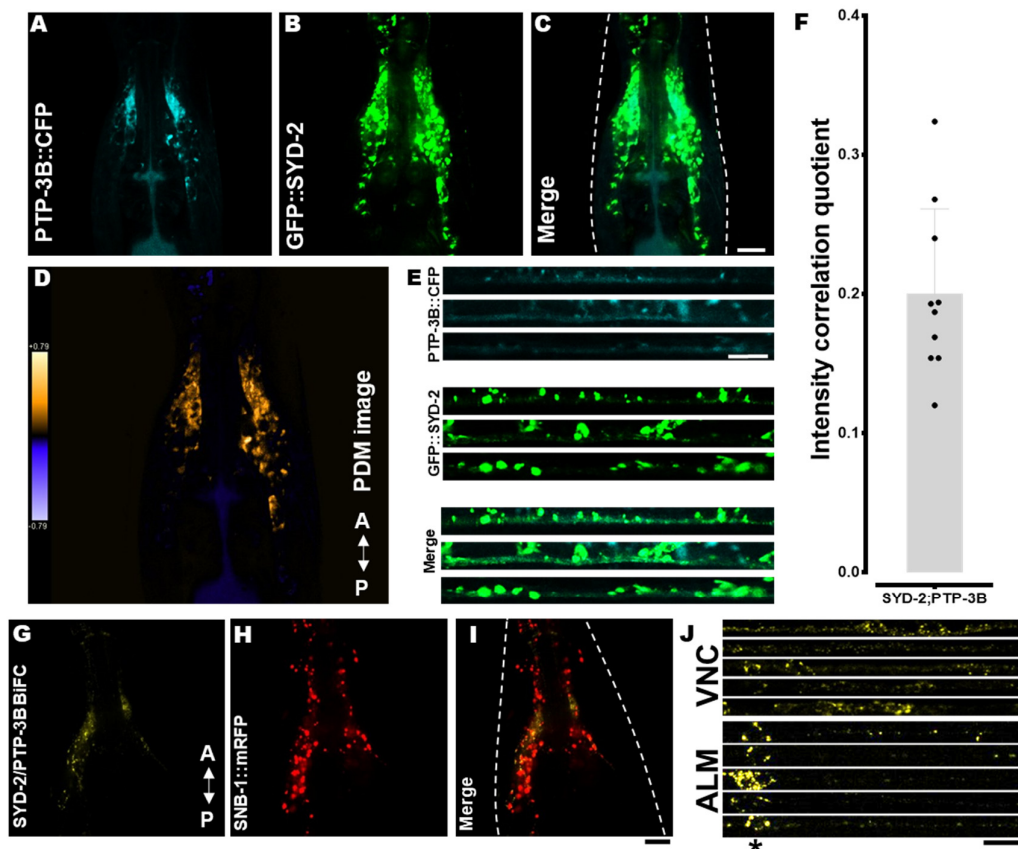 A
PTP-3B::CFP
B
GFP::SYD-2
C
Merge
D
+0.79
-0.79
PDM image
A
P
E
PTP-3B::CFP
GFP::SYD-2
Merge
F
Intensity correlation quotient
0.4
0.3
0.2
0.1
0.0
SYD-2;PTP-3B
G
SYD-2/PTP-3B BiFC
A
P
H
SNB-1::mRFP
I
Merge
J
VNC
ALM
*